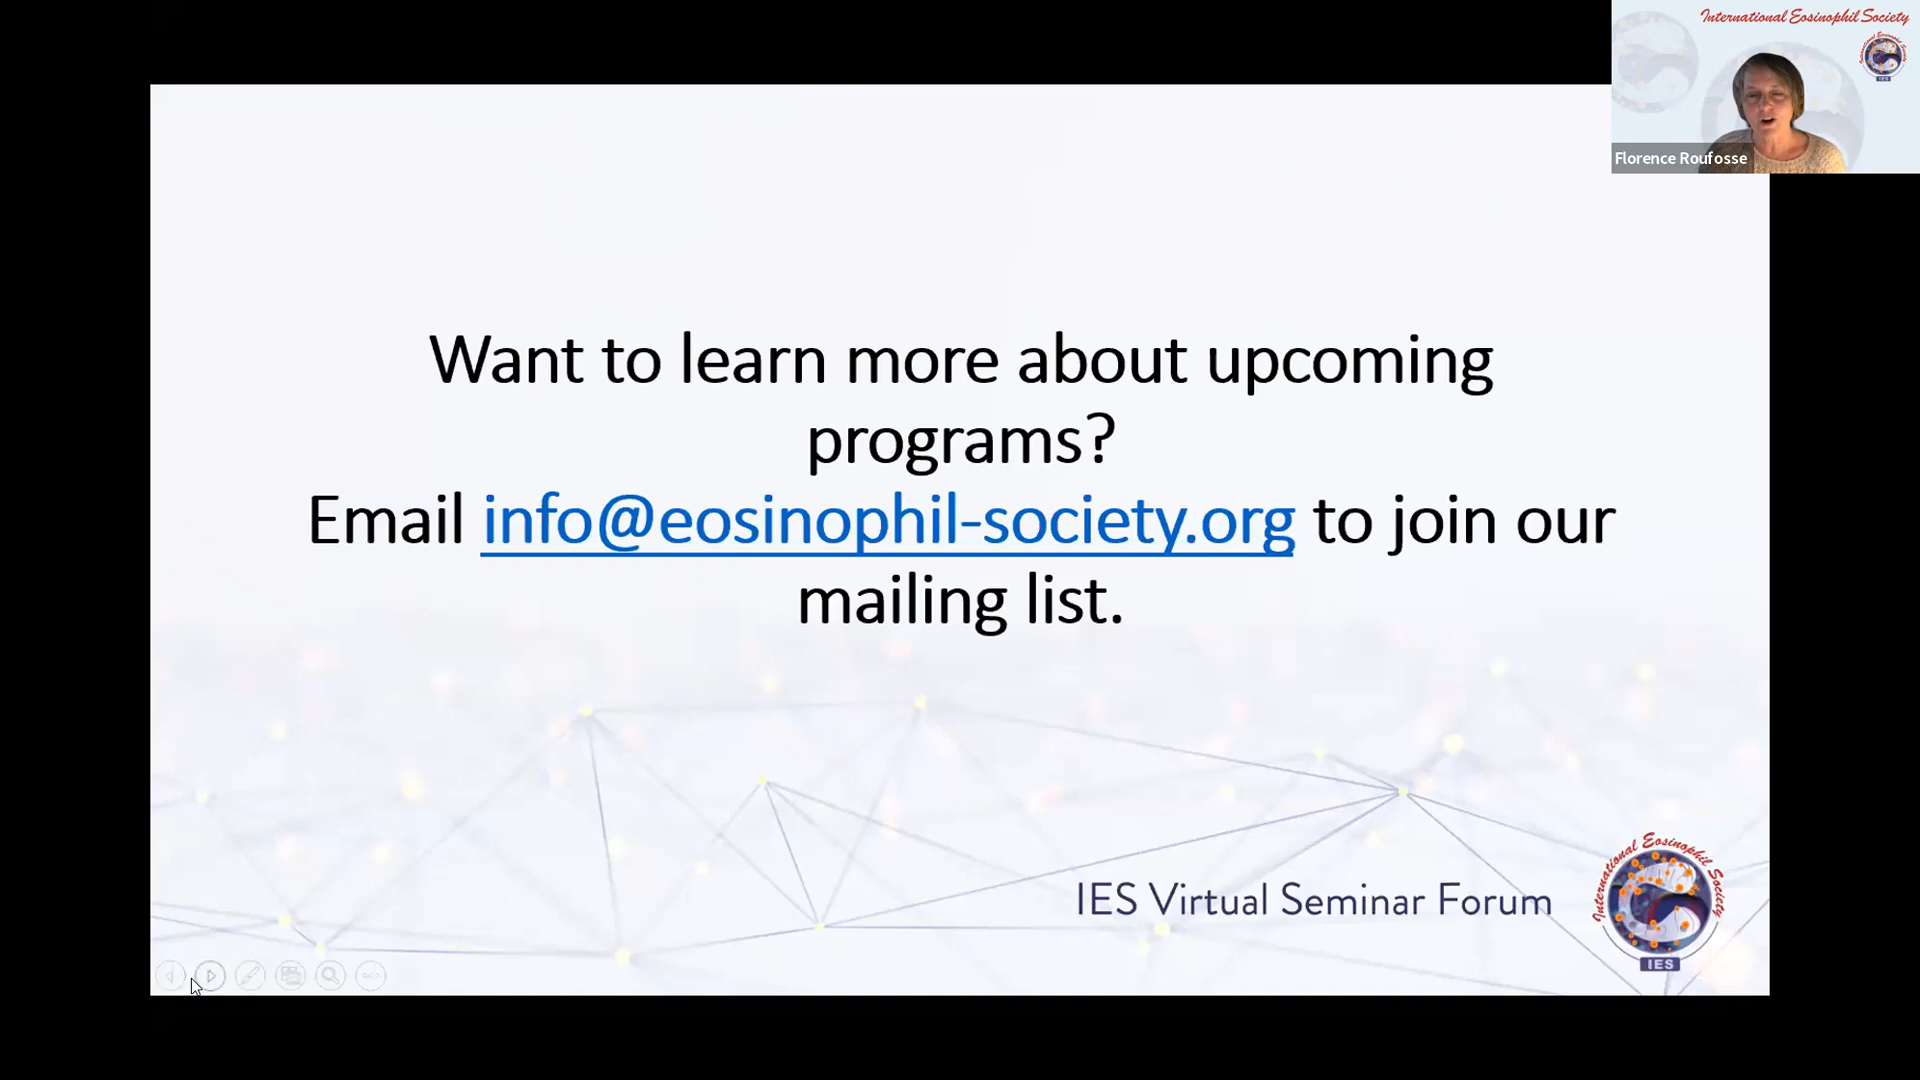 International Eosinophil Society
Florence Roufosse
Want to learn more about upcoming
programs?
Email info@eosinophil-society.org to join our
mailing list.
IES Virtual Seminar Forum
International Eosinophil Society
IES